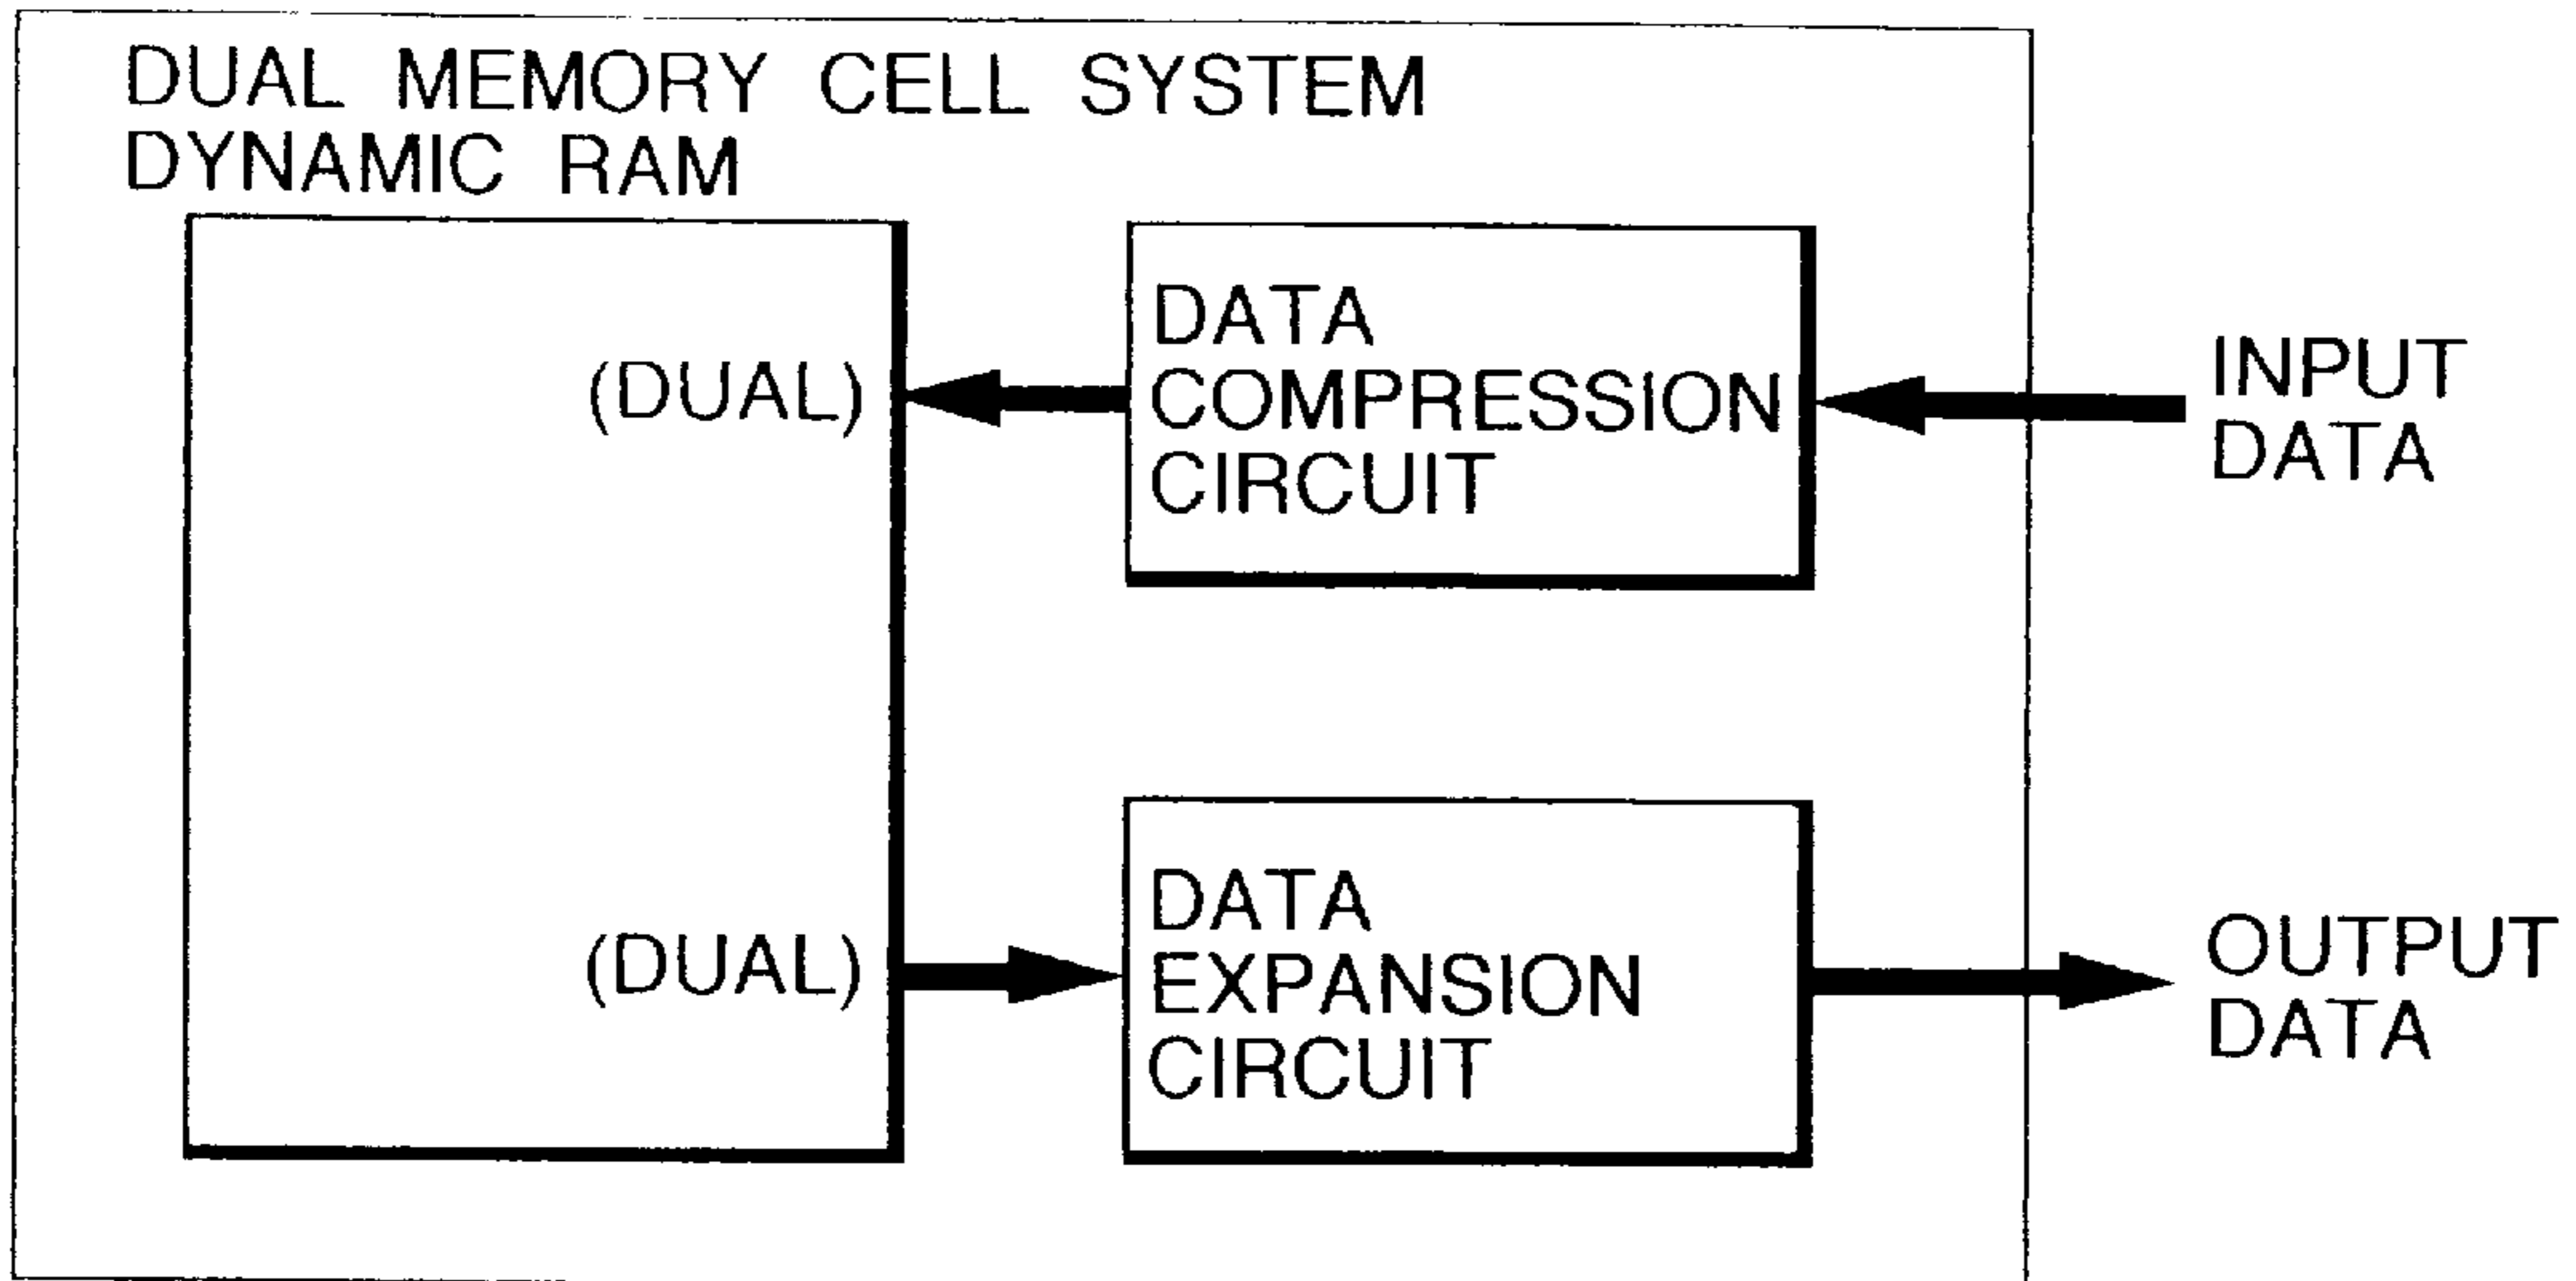 DUAL MEMORY CELL SYSTEM
DYNAMIC RAM
(DUAL)
DATA
COMPRESSION
CIRCUIT
INPUT
DATA
(DUAL)
DATA
EXPANSION
CIRCUIT
OUTPUT
DATA